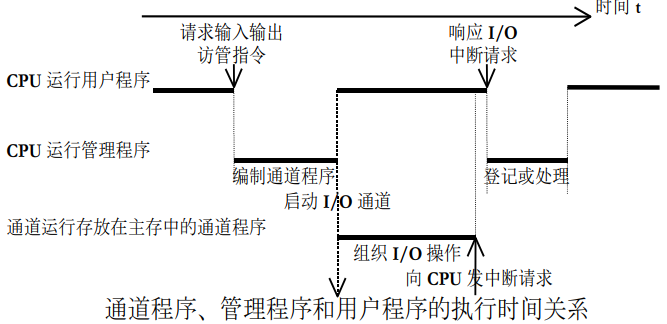 时间 t
请求输入输出
访管指令
响应 I/O
中断请求
CPU 运行用户程序
CPU 运行管理程序
编制通道程序
登记或处理
启动 I/O 通道
通道运行存放在主存中的通道程序
组织 I/O 操作
向 CPU 发中断请求
通道程序、管理程序和用户程序的执行时间关系